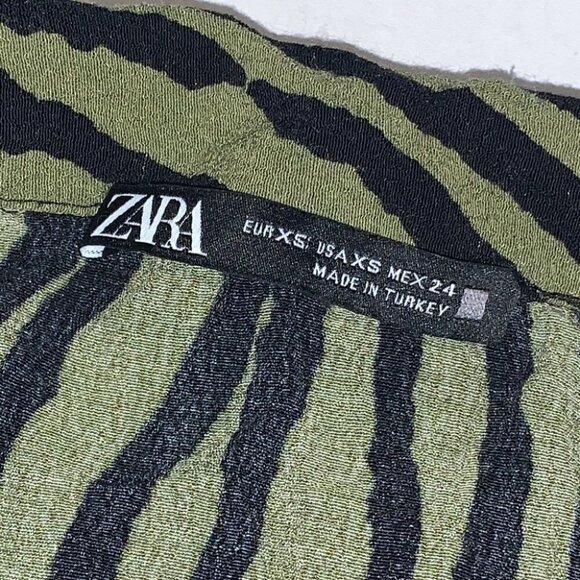 ZARA
EUR XS USA XS MEX 24
MADE IN TURKEY